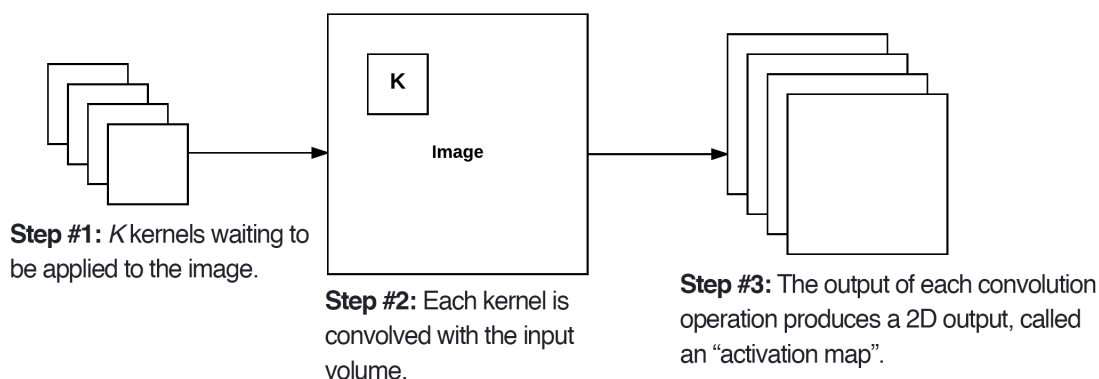 K
Image
Step #1: K kernels waiting to
be applied to the image.
Step #2: Each kernel is
convolved with the input
volume.
Step #3: The output of each convolution
operation produces a 2D output, called
an “activation map”.